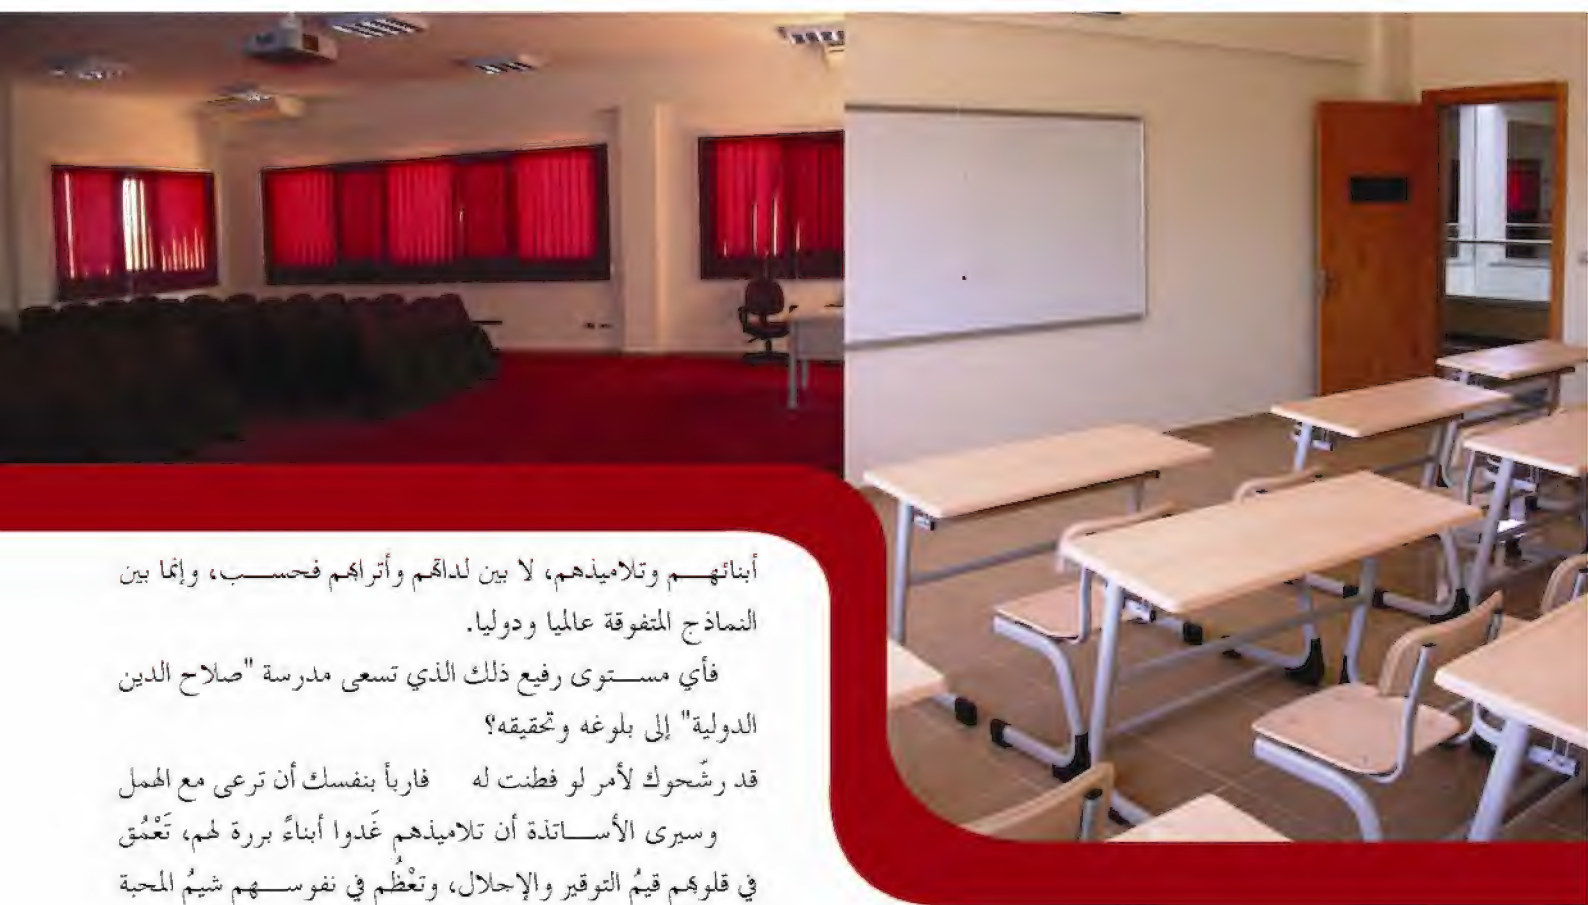 أبنائهم وتلاميذهم، لا بين لداتهم وأترابهم فحسب، وإنما بين
النماذج المتفوقة عالميا ودوليا.
فأي مستوى رفيع ذلك الذي تسعى مدرسة "صلاح الدين
الدولية" إلى بلوغه وتحقيقه؟
قد رشّحوك لأمر لو فطنت له فاربأ بنفسك أن ترعى مع الهمل
وسيرى الأساتذة أن تلاميذهم غَدوا أبناءً بررة لهم، تَعْمُق
في قلوبهم قيمُ التوقير والإجلال، وتعْظُم في نفوسهم شيمُ المحبة